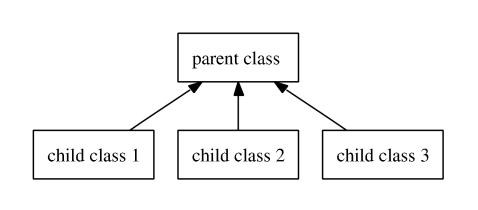 parent class
child class 1
child class 2
child class 3